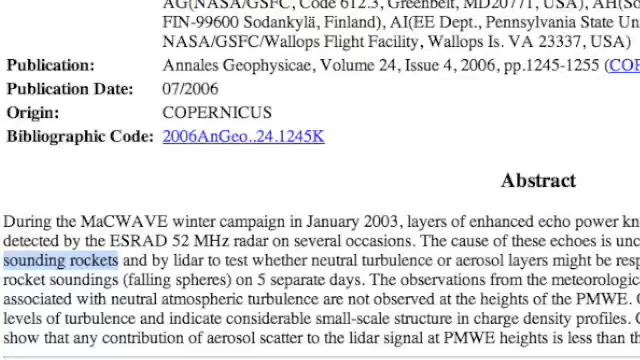 AG(NASA/GSFC, Code 612.3, Greenbelt, MD20771, USA), AH(So
FIN-99600 Sodankylä, Finland), AI(EE Dept., Pennsylvania State Un
NASA/GSFC/Wallops Flight Facility, Wallops Is. VA 23337, USA)
Publication: Annales Geophysicae, Volume 24, Issue 4, 2006, pp.1245-1255 (COP
Publication Date: 07/2006
Origin: COPERNICUS
Bibliographic Code: 2006AnGeo..24.1245K
Abstract
During the MaCWAVE winter campaign in January 2003, layers of enhanced echo power kn
detected by the ESRAD 52 MHz radar on several occasions. The cause of these echoes is unc
sounding rockets and by lidar to test whether neutral turbulence or aerosol layers might be resp
rocket soundings (falling spheres) on 5 separate days. The observations from the meteorologica
associated with neutral atmospheric turbulence are not observed at the heights of the PMWE.
levels of turbulence and indicate considerable small-scale structure in charge density profiles.
show that any contribution of aerosol scatter to the lidar signal at PMWE heights is less than th